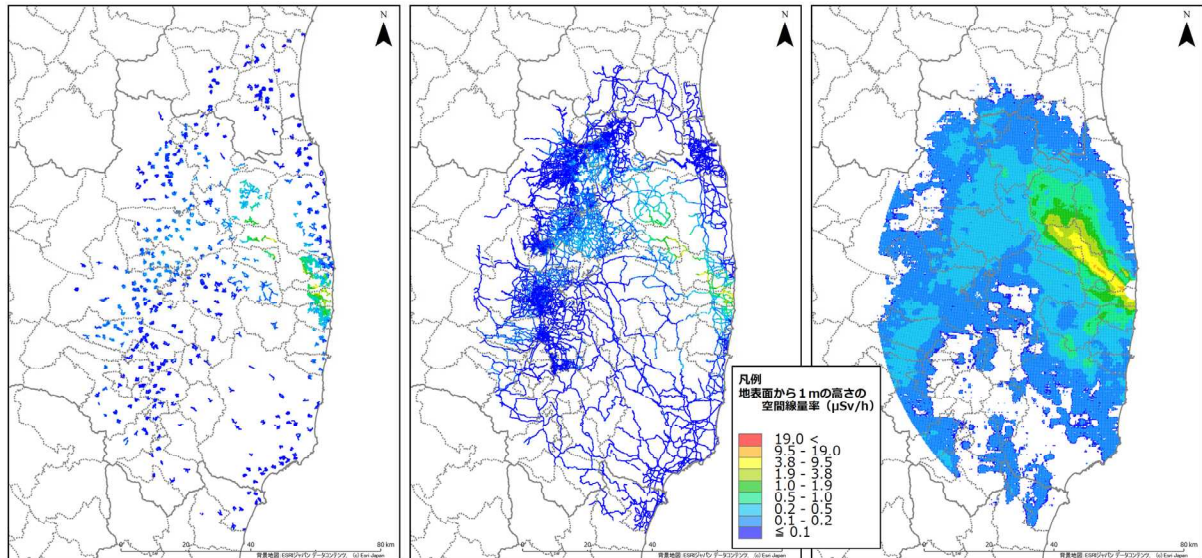 N
N
N
0 20 40 80 km
背景地図:ESRIジャパン データコンテンツ, (c) Esri Japan
0 20 40
背景地図:ESRIジャパン データコンテンツ, (c) Esri Japan
凡例
地表面から1mの高さの
空間線量率 (μSv/h)
19.0 <
9.5 - 19.0
3.8 - 9.5
1.9 - 3.8
1.0 - 1.9
0.5 - 1.0
0.2 - 0.5
0.1 - 0.2
≦ 0.1
0 20 40 80 km
背景地図:ESRIジャパン データコンテンツ, (c) Esri Japan